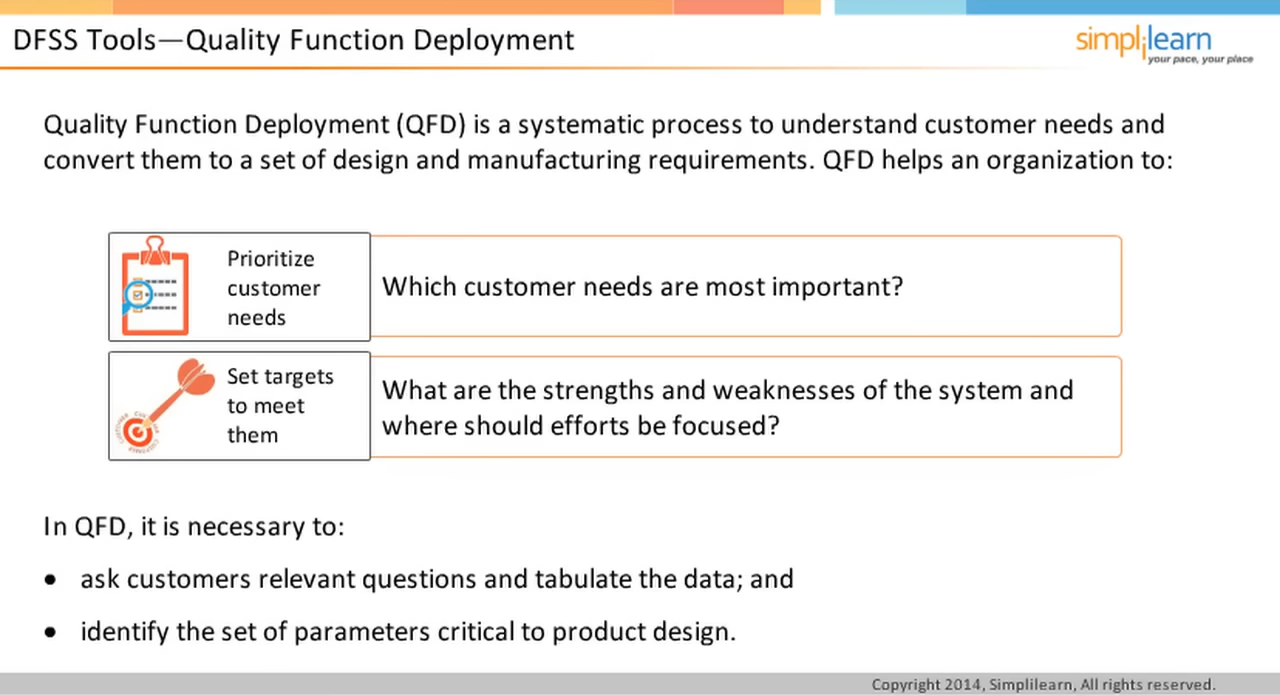 DFSS Tools—Quality Function Deployment
simplilearn
your pace, your place
Quality Function Deployment (QFD) is a systematic process to understand customer needs and
convert them to a set of design and manufacturing requirements. QFD helps an organization to:
Prioritize
customer
needs
Which customer needs are most important?
Set targets
to meet
them
What are the strengths and weaknesses of the system and
where should efforts be focused?
In QFD, it is necessary to:
• ask customers relevant questions and tabulate the data; and
• identify the set of parameters critical to product design.
Copyright 2014, Simplilearn, All rights reserved.